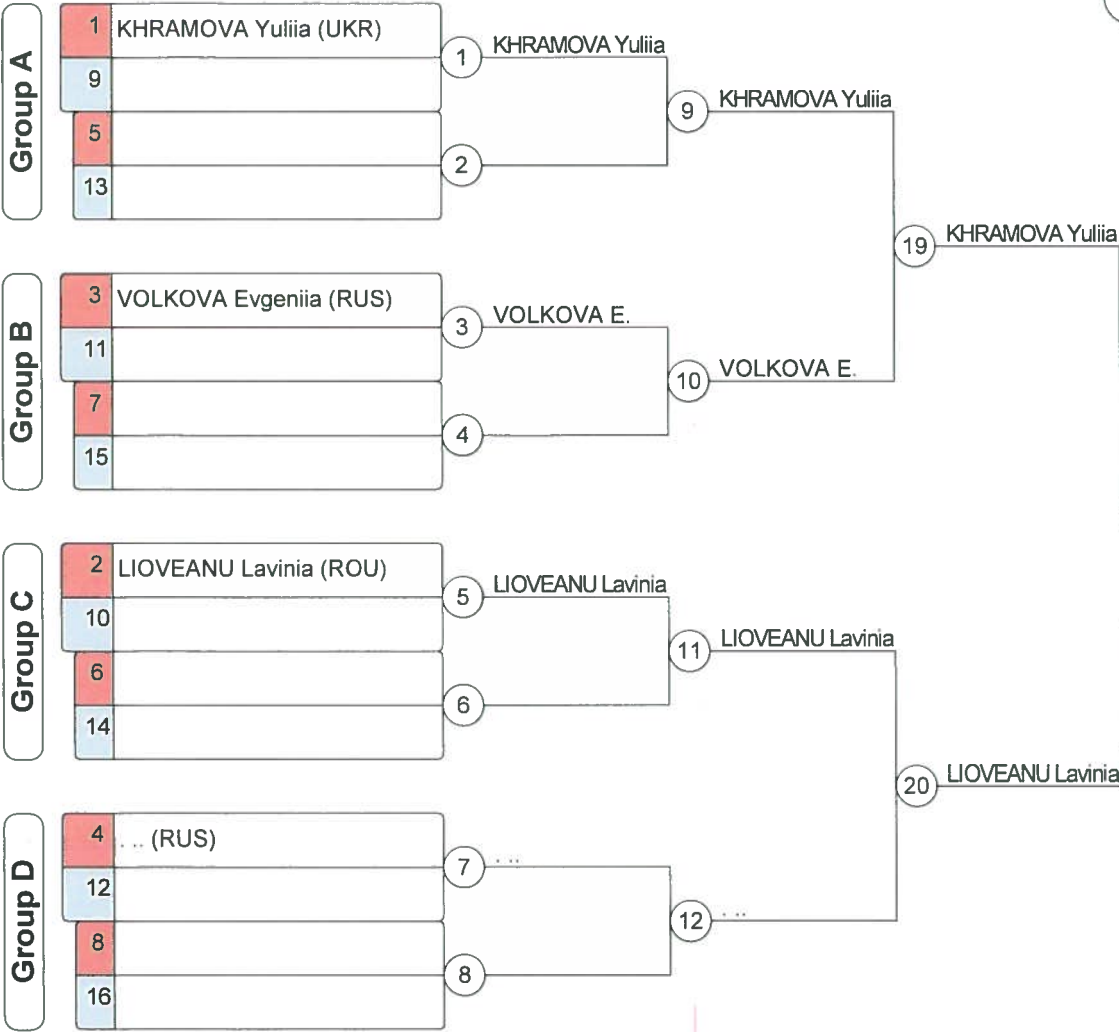 Group A
1 KHRAMOVA Yuliia (UKR)
9
5
13
1 KHRAMOVA Yuliia
2
9 KHRAMOVA Yuliia
19 KHRAMOVA Yuliia
Group B
3 VOLKOVA Evgeniia (RUS)
11
7
15
3 VOLKOVA E.
4
10 VOLKOVA E.
Group C
2 LIOVEANU Lavinia (ROU)
10
6
14
5 LIOVEANU Lavinia
6
11 LIOVEANU Lavinia
20 LIOVEANU Lavinia
Group D
4 . .. (RUS)
12
8
16
7 . ..
8
12 . ..